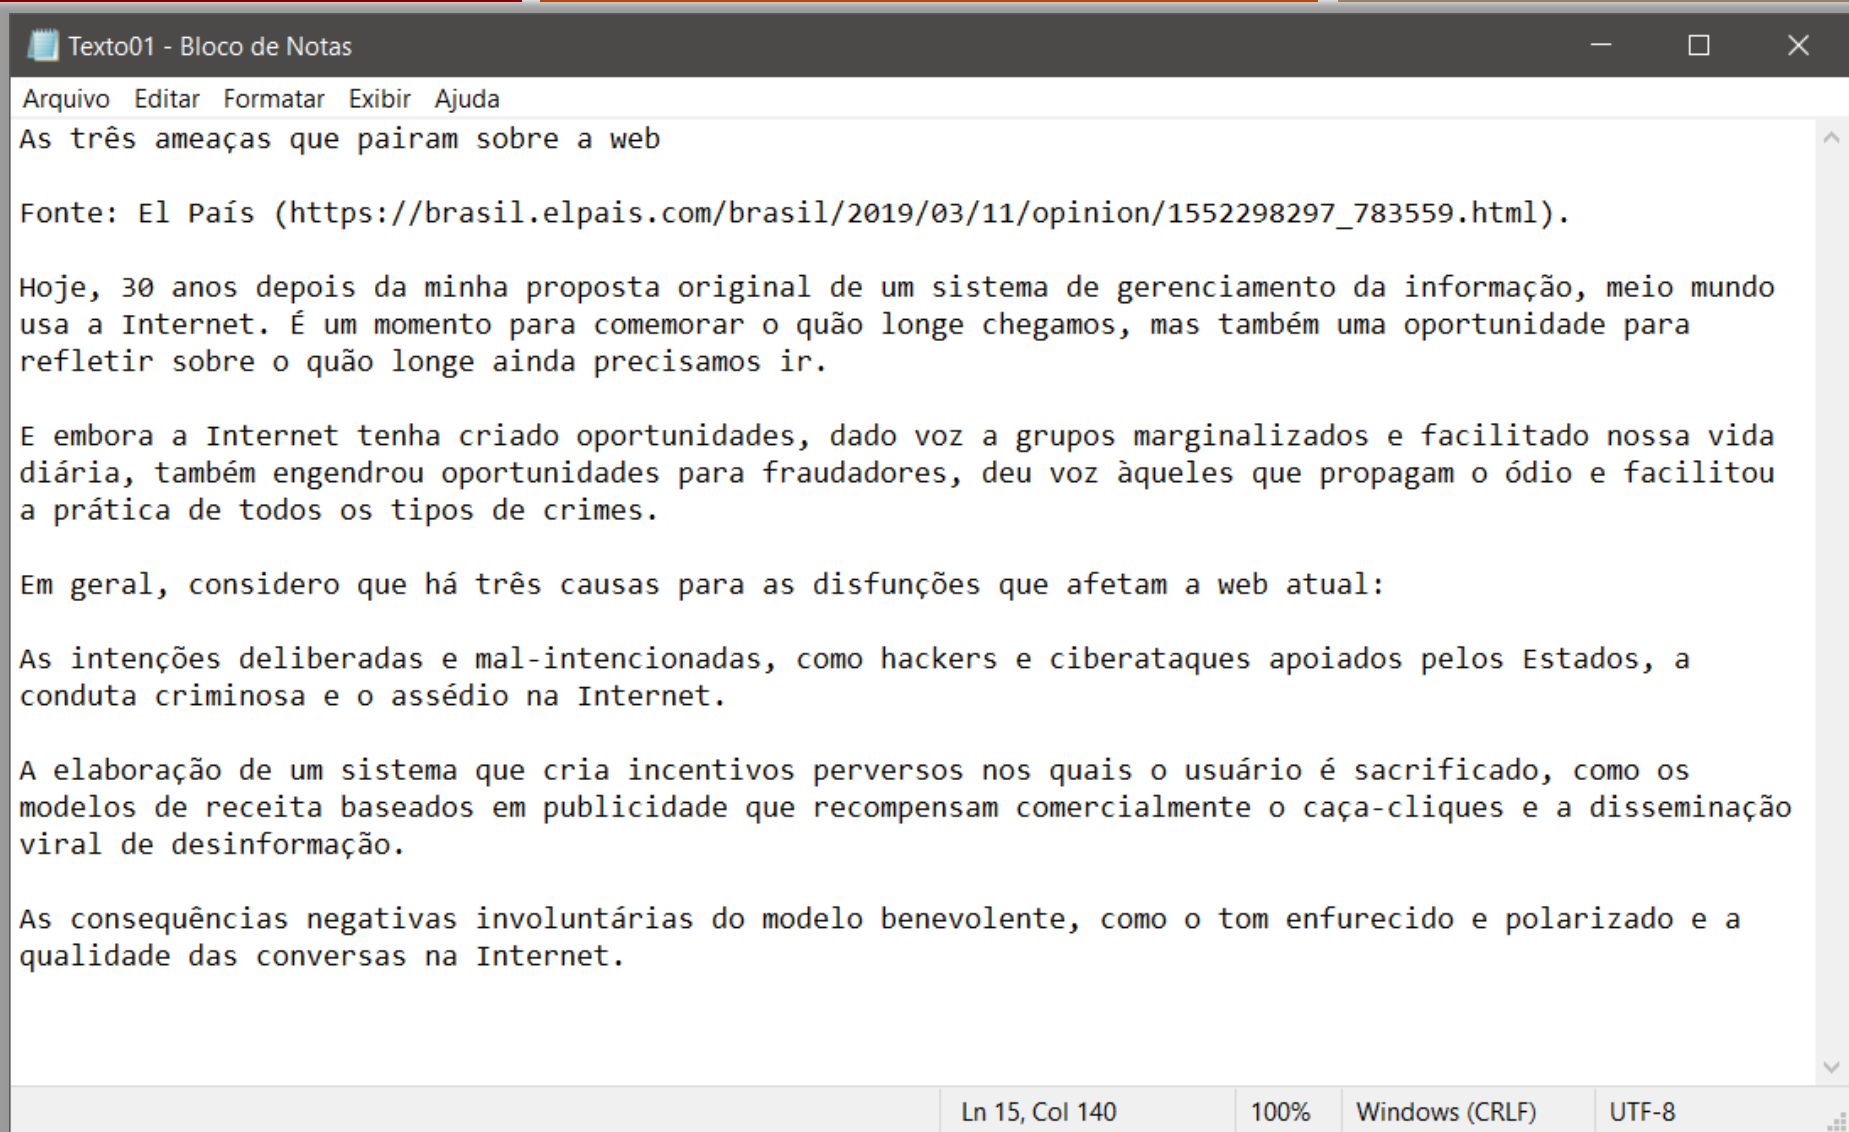 Texto01 - Bloco de Notas
Arquivo Editar Formatar Exibir Ajuda
As três ameaças que pairam sobre a web
Fonte: El País (https://brasil.elpais.com/brasil/2019/03/11/opinion/1552298297_783559.html).
Hoje, 30 anos depois da minha proposta original de um sistema de gerenciamento da informação, meio mundo
usa a Internet. É um momento para comemorar o quão longe chegamos, mas também uma oportunidade para
refletir sobre o quão longe ainda precisamos ir.
E embora a Internet tenha criado oportunidades, dado voz a grupos marginalizados e facilitado nossa vida
diária, também engendrou oportunidades para fraudadores, deu voz àqueles que propagam o ódio e facilitou
a prática de todos os tipos de crimes.
Em geral, considero que há três causas para as disfunções que afetam a web atual:
As intenções deliberadas e mal-intencionadas, como hackers e ciberataques apoiados pelos Estados, a
conduta criminosa e o assédio na Internet.
A elaboração de um sistema que cria incentivos perversos nos quais o usuário é sacrificado, como os
modelos de receita baseados em publicidade que recompensam comercialmente o caça-cliques e a disseminação
viral de desinformação.
As consequências negativas involuntárias do modelo benevolente, como o tom enfurecido e polarizado e a
qualidade das conversas na Internet.
Ln 15, Col 140 100% Windows (CRLF) UTF-8